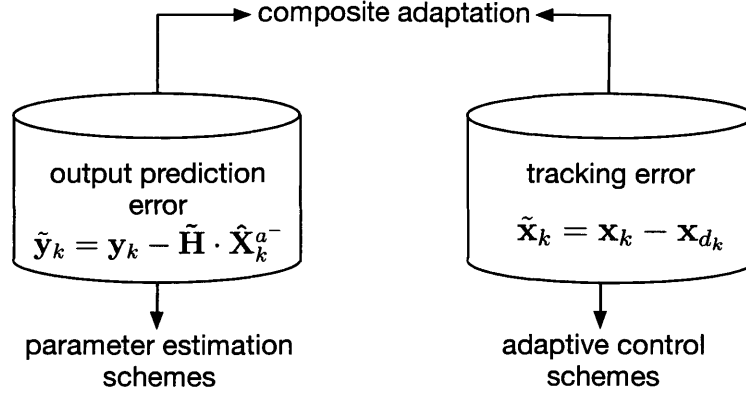 composite adaptation
output prediction
error
ỹ_k = y_k − H̃ · X̂_k^{a^-}
tracking error
x̃_k = x_k − x_{d_k}
parameter estimation
schemes
adaptive control
schemes